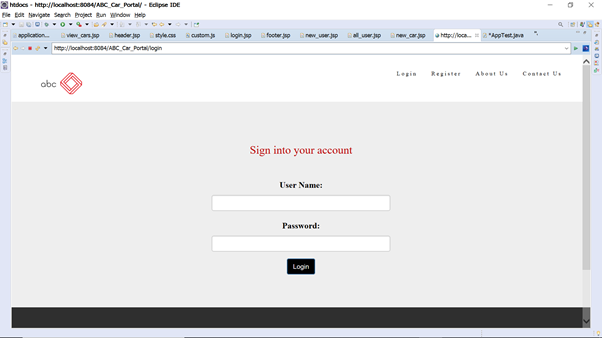 htdocs - http://localhost:8084/ABC_Car_Portal/ - Eclipse IDE
File Edit Navigate Search Project Run Window Help
application... view_cars.jsp header.jsp style.css custom.js login.jsp footer.jsp new_user.jsp all_user.jsp new_car.jsp http://loca... *AppTest.java
http://localhost:8084/ABC_Car_Portal/login
Login Register About Us Contact Us
abc
Sign into your account
User Name:
Password:
Login